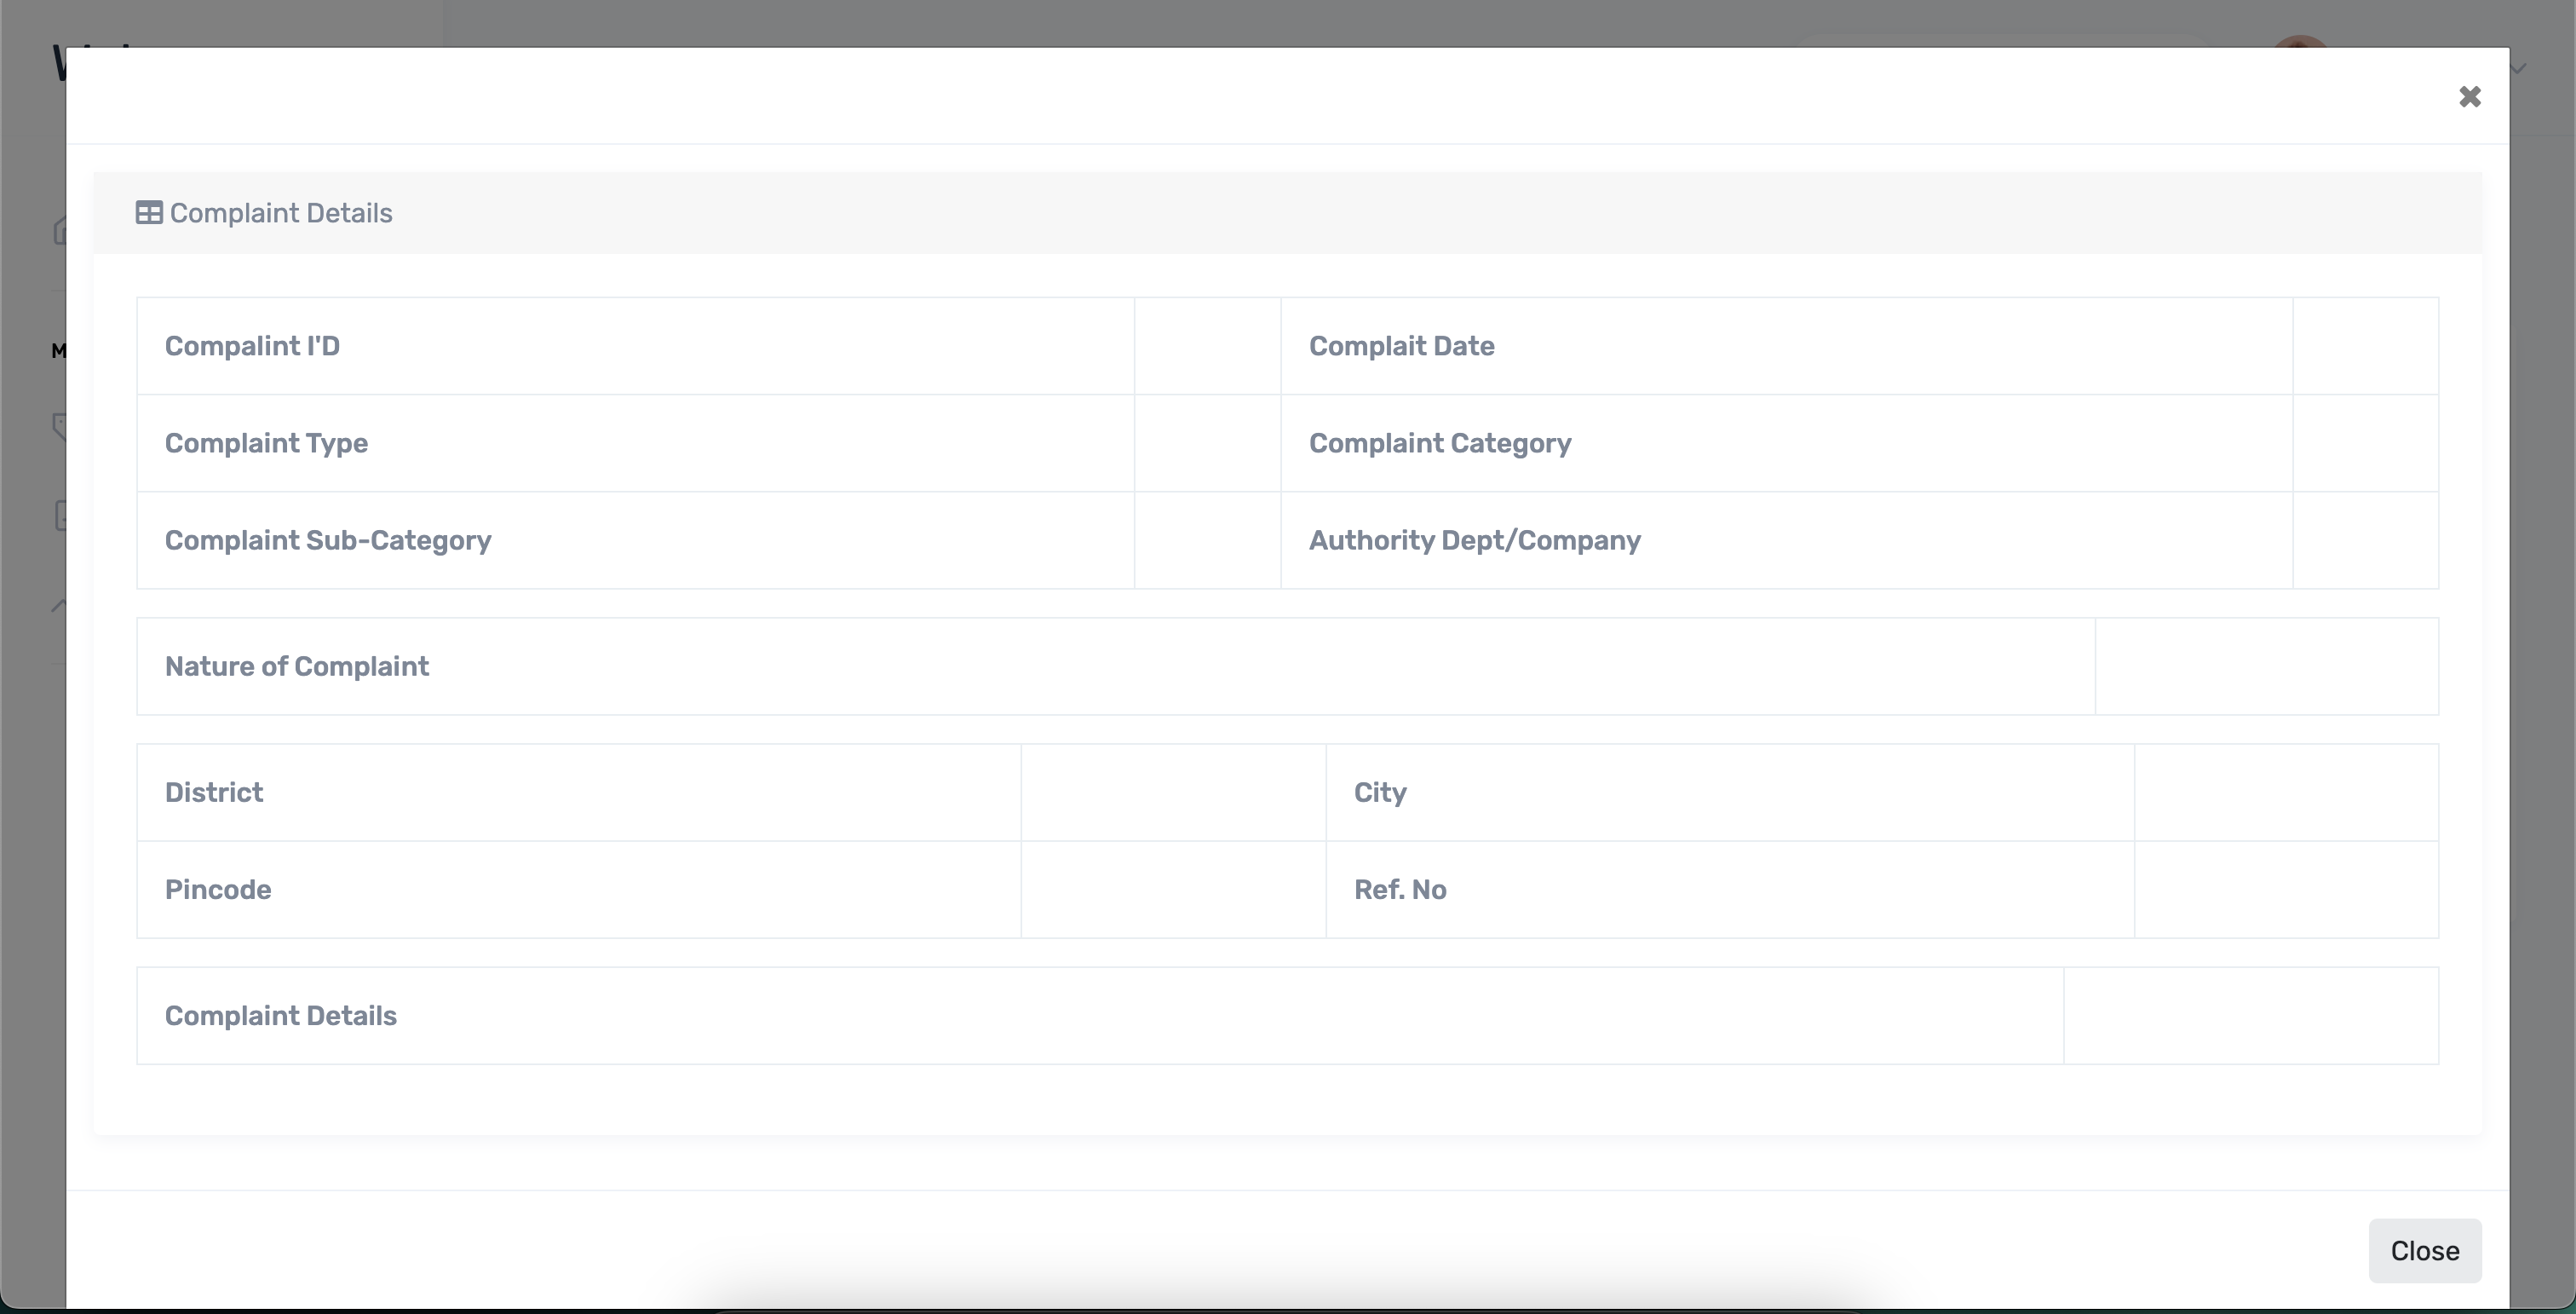 Complaint Details
Compalint I'D
Complait Date
Complaint Type
Complaint Category
Complaint Sub-Category
Authority Dept/Company
Nature of Complaint
District
City
Pincode
Ref. No
Complaint Details
Close